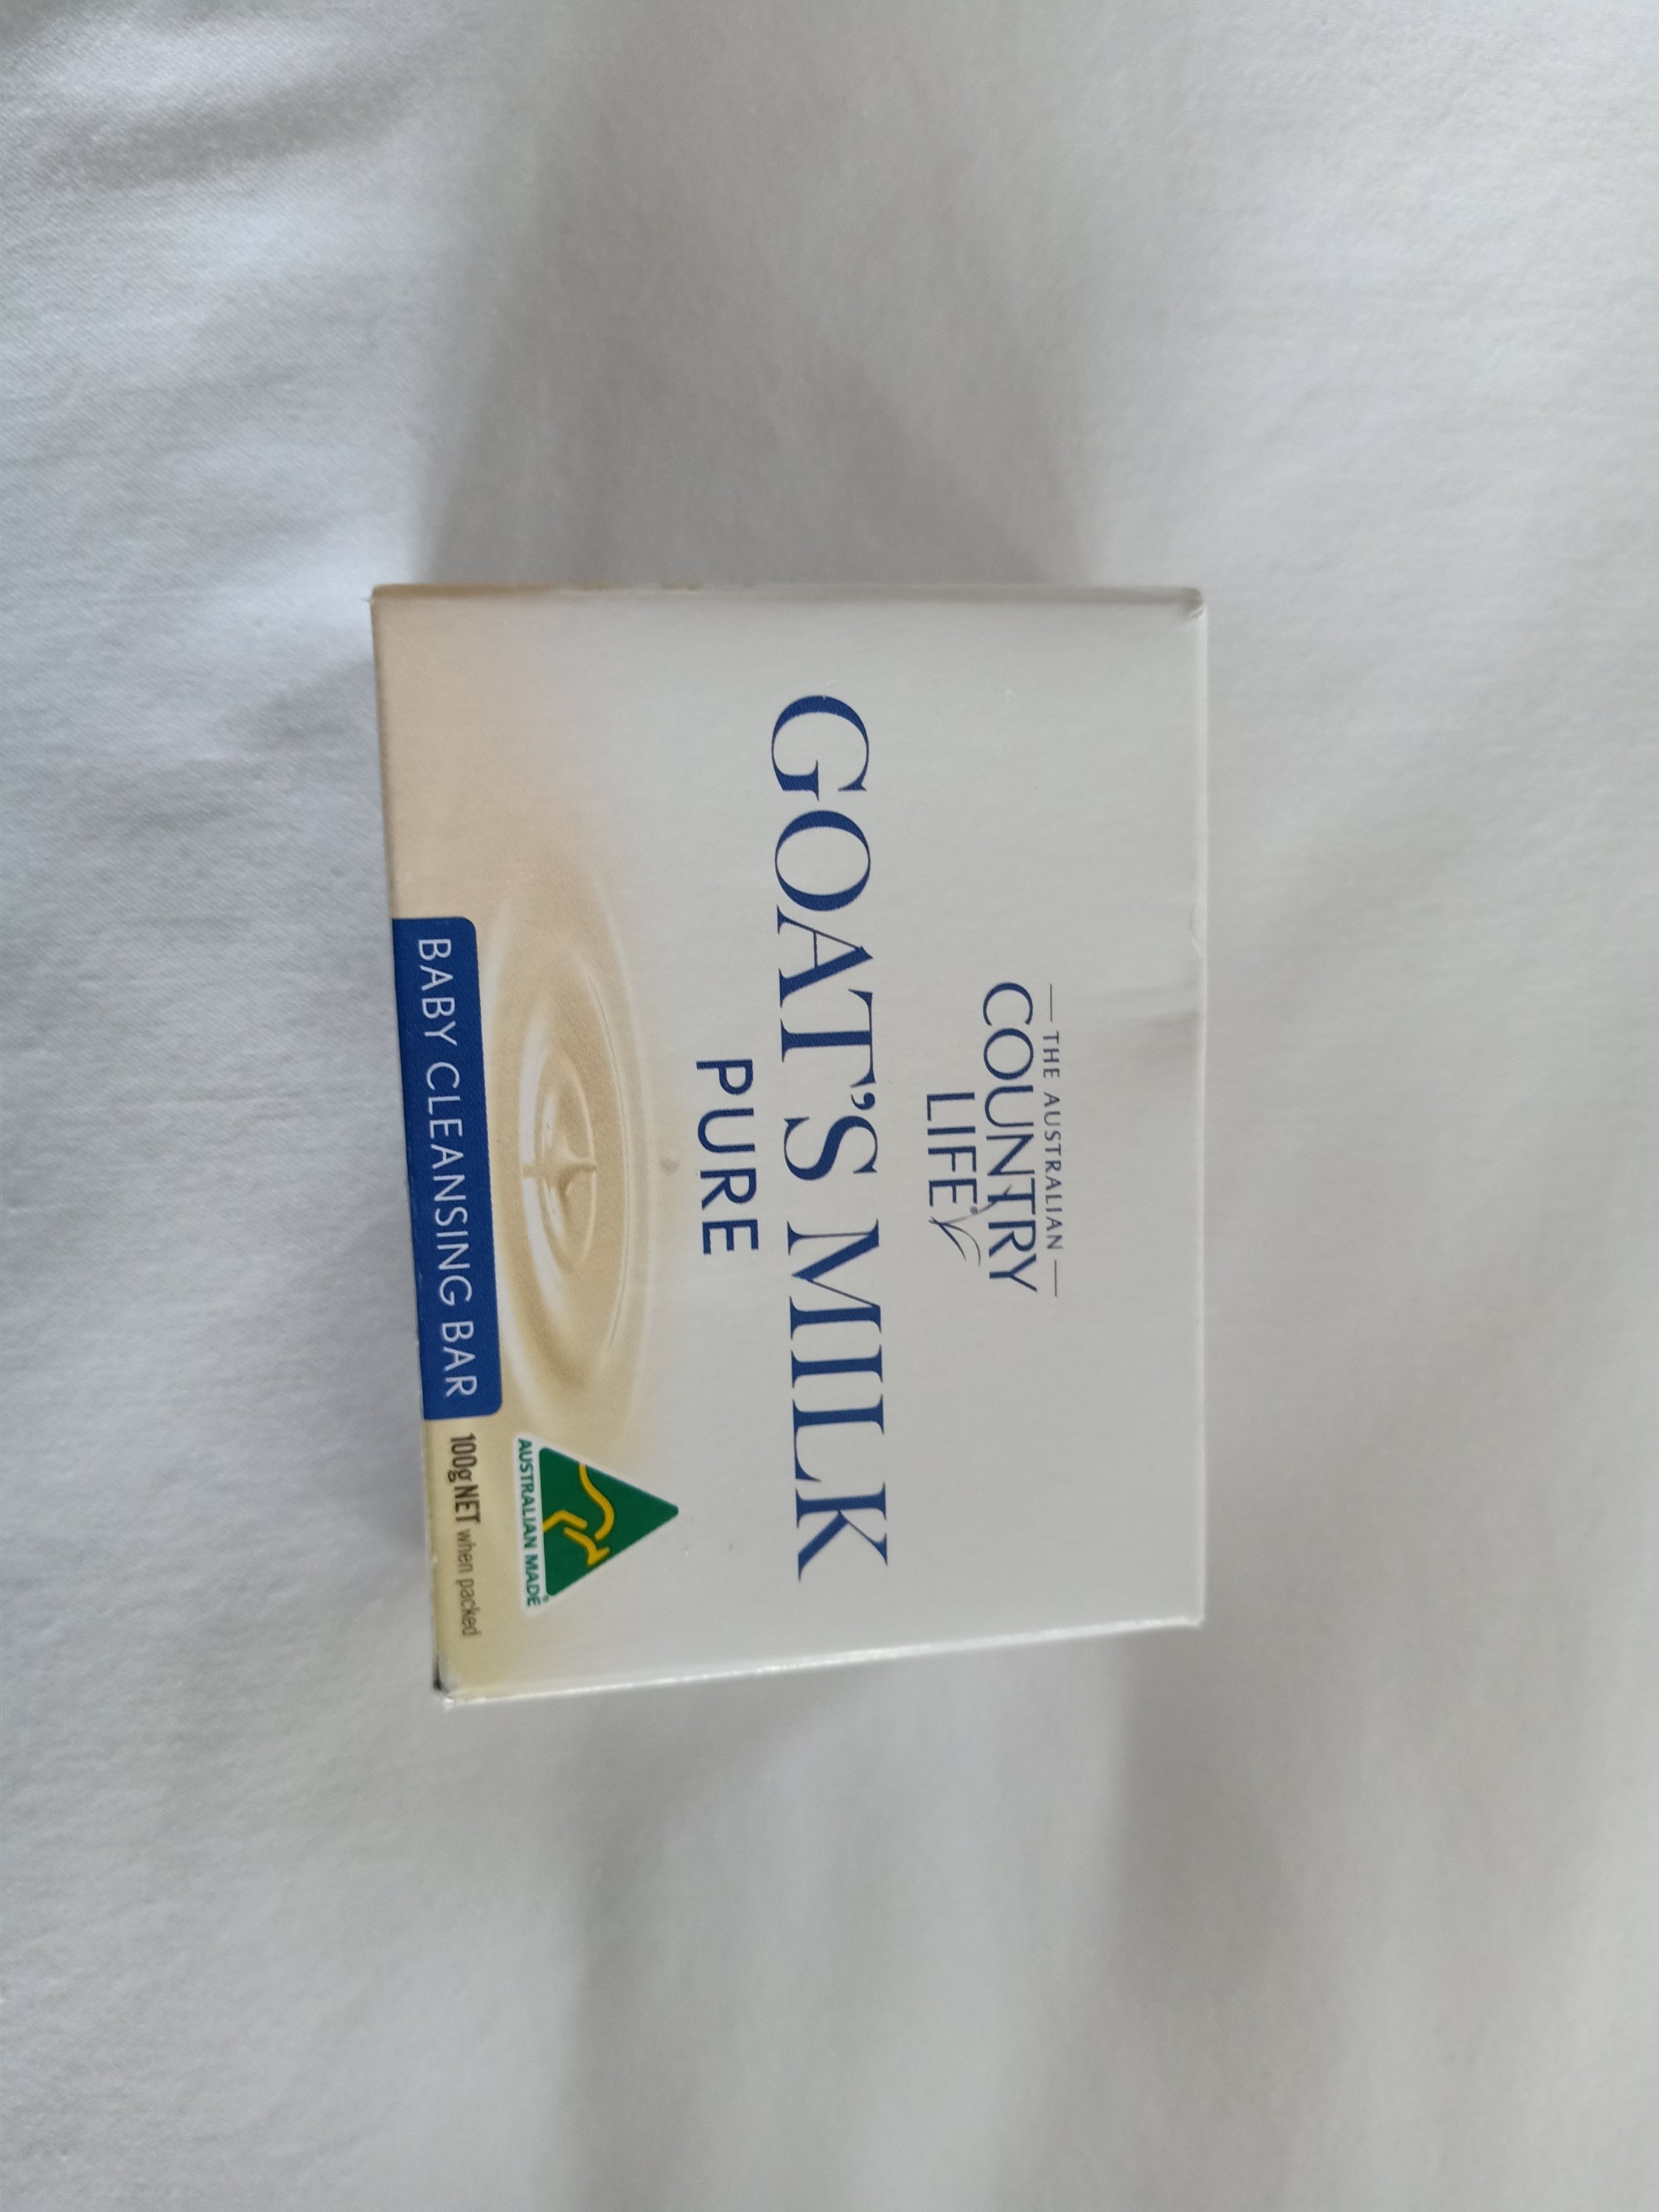 THE AUSTRALIAN
COUNTRY
LIFE®
GOAT'S MILK
PURE
AUSTRALIAN MADE®
BABY CLEANSING BAR
100g NET when packed